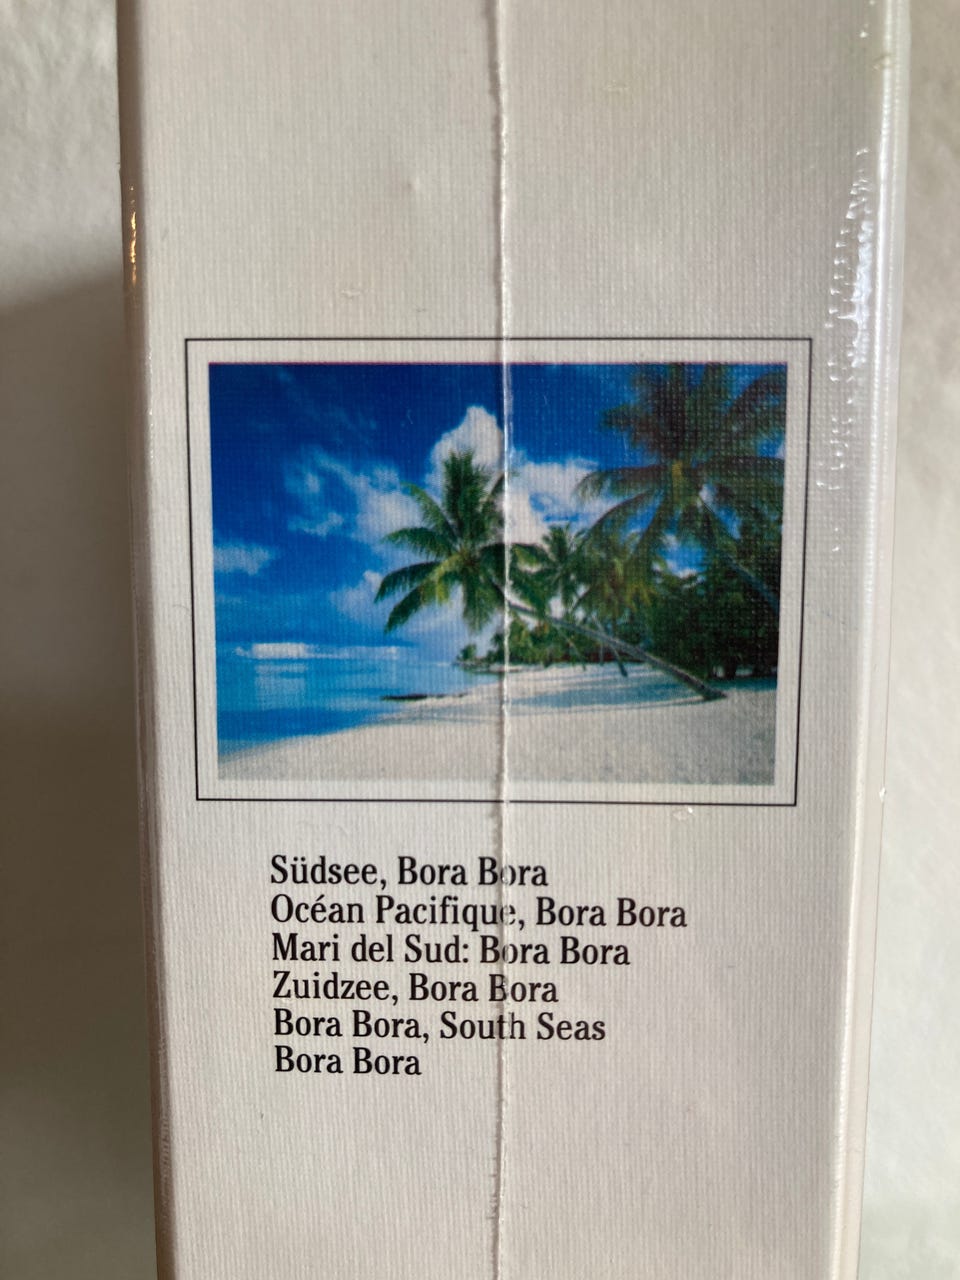 Südsee, Bora Bora
Océan Pacifique, Bora Bora
Mari del Sud: Bora Bora
Zuidzee, Bora Bora
Bora Bora, South Seas
Bora Bora